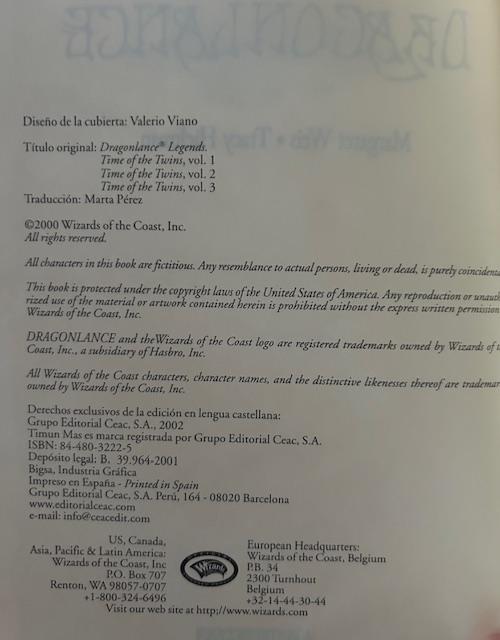 DRAGONLANCE
Margaret Weis • Tracy Hickman
Diseño de la cubierta: Valerio Viano
Título original: Dragonlance® Legends.
Time of the Twins, vol. 1
Time of the Twins, vol. 2
Time of the Twins, vol. 3
Traducción: Marta Pérez
©2000 Wizards of the Coast, Inc.
All rights reserved.
All characters in this book are fictitious. Any resemblance to actual persons, living or dead, is purely
This book is protected under the copyright laws of the United States of America. Any reproduction or
rized use of the material or artwork contained herein is prohibited without the express written permission
Wizards of the Coast, Inc.
DRAGONLANCE and theWizards of the Coast logo are registered trademarks owned by Wizards of
Coast, Inc., a subsidiary of Hasbro, Inc.
All Wizards of the Coast characters, character names, and the distinctive likenesses thereof are
owned by Wizards of the Coast, Inc.
Derechos exclusivos de la edición en lengua castellana:
Grupo Editorial Ceac, S.A., 2002
Timun Mas es marca registrada por Grupo Editorial Ceac, S.A.
ISBN: 84-480-3222-5
Depósito legal: B. 39.964-2001
Bigsa, Industria Gráfica
Impreso en España - Printed in Spain
Grupo Editorial Ceac, S.A. Perú, 164 - 08020 Barcelona
www.editorialceac.com
e-mail: info@ceacedit.com
US, Canada,
Asia, Pacific & Latin America:
Wizards of the Coast, Inc
P.O. Box 707
Renton, WA 98057-0707
+1-800-324-6496
Wizards
European Headquarters:
Wizards of the Coast, Belgium
P.B. 34
2300 Turnhout
Belgium
+32-14-44-30-44
Visit our web site at http://www.wizards.com